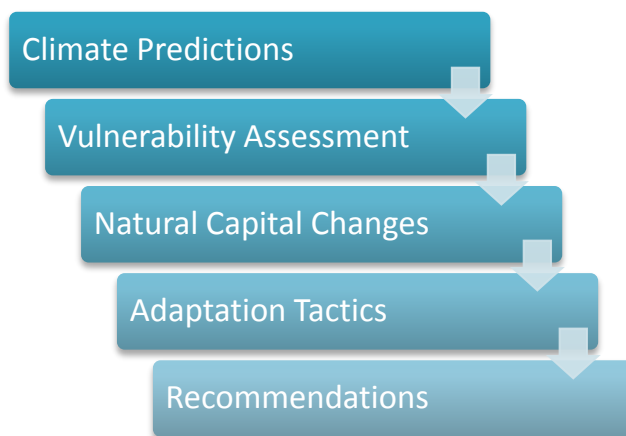 Climate Predictions
Vulnerability Assessment
Natural Capital Changes
Adaptation Tactics
Recommendations